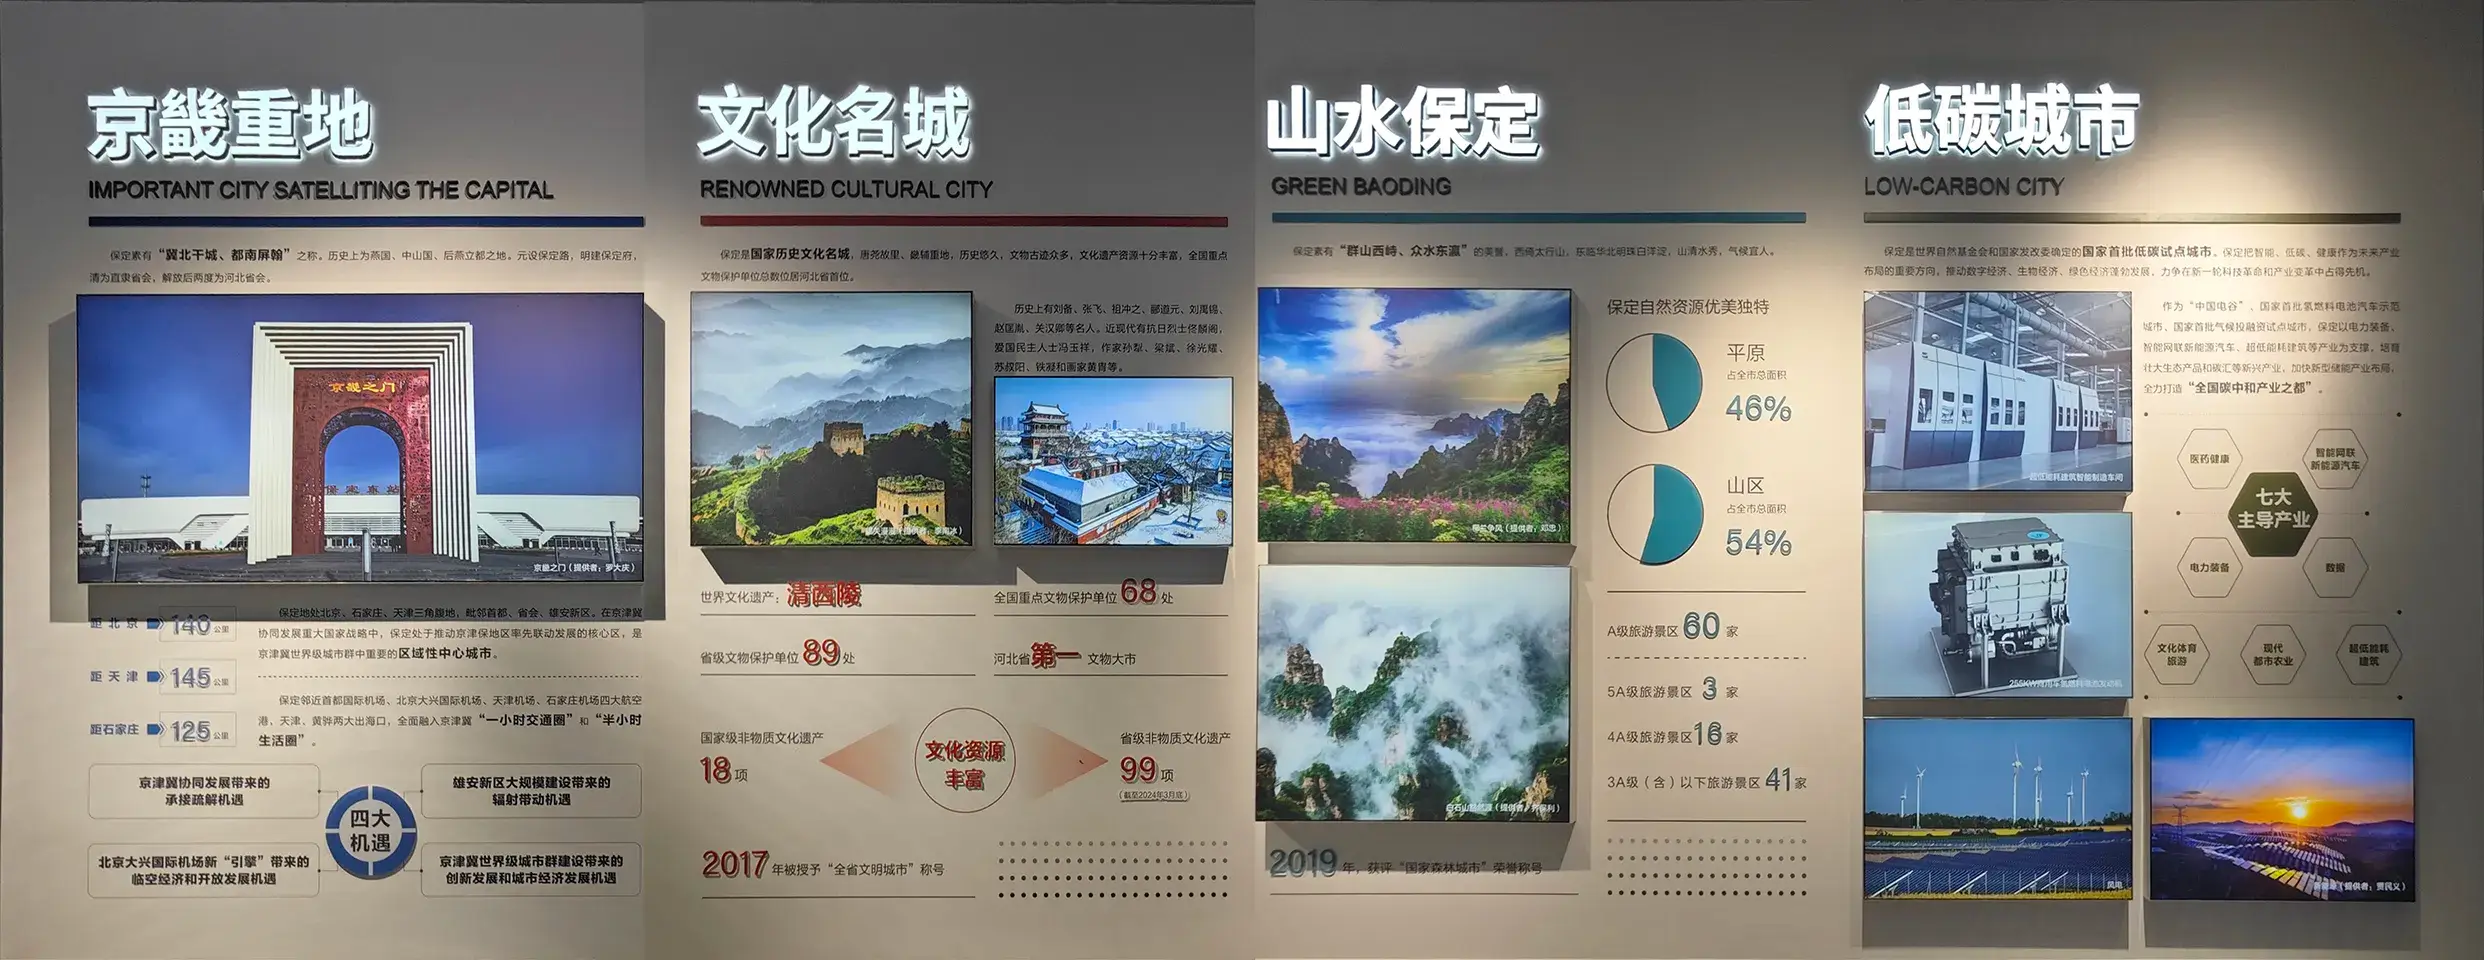 京畿重地
IMPORTANT CITY SATELLITING THE CAPITAL
保定素有“冀北干城、都南屏翰”之称。历史上为燕国、中山国、后燕立都之地。元设保定路，明建保定府，
清为直隶省会，解放后两度为河北省会。
京畿之门
保定东站
京畿之门（提供者：罗大庆）
距北京 140公里
距天津 145公里
距石家庄 125公里
保定地处北京、石家庄、天津三角腹地，毗邻首都、省会、雄安新区。在京津冀
协同发展重大国家战略中，保定处于推动京津保地区率先联动发展的核心区，是
京津冀世界级城市群中重要的区域性中心城市。
保定邻近首都国际机场、北京大兴国际机场、天津机场、石家庄机场四大航空
港，天津、黄骅两大出海口，全面融入京津冀“一小时交通圈”和“半小时
生活圈”。
京津冀协同发展带来的
承接疏解机遇
雄安新区大规模建设带来的
辐射带动机遇
四大
机遇
北京大兴国际机场新“引擎”带来的
临空经济和开放发展机遇
京津冀世界级城市群建设带来的
创新发展和城市经济发展机遇
文化名城
RENOWNED CULTURAL CITY
保定是国家历史文化名城，唐尧故里、畿辅重地，历史悠久，文物古迹众多，文化遗产资源十分丰富，全国重点
文物保护单位总数位居河北省首位。
历史上有刘备、张飞、祖冲之、郦道元、刘禹锡、
赵匡胤、关汉卿等名人。近现代有抗日烈士佟麟阁，
爱国民主人士冯玉祥，作家孙犁、梁斌、徐光耀、
苏叔阳、铁凝和画家黄胄等。
世界文化遗产：清西陵
全国重点文物保护单位68处
省级文物保护单位89处
河北省第一文物大市
国家级非物质文化遗产
18项
文化资源
丰富
省级非物质文化遗产
99项
（截至2024年3月底）
2017年被授予“全省文明城市”称号
山水保定
GREEN BAODING
保定素有“群山西峙、众水东瀛”的美誉，西倚太行山，东临华北明珠白洋淀，山清水秀，气候宜人。
保定自然资源优美独特
平原
占全市总面积
46%
山区
占全市总面积
54%
A级旅游景区60家
5A级旅游景区3家
4A级旅游景区16家
3A级（含）以下旅游景区41家
2019年，获评“国家森林城市”荣誉称号
低碳城市
LOW-CARBON CITY
保定是世界自然基金会和国家发改委确定的国家首批低碳试点城市。保定把智能、低碳、健康作为未来产业
布局的重要方向，推动数字经济、生物经济、绿色经济蓬勃发展，力争在新一轮科技革命和产业变革中占得先机。
作为“中国电谷”、国家首批氢燃料电池汽车示范
城市、国家首批气候投融资试点城市，保定以电力装备、
智能网联新能源汽车、超低能耗建筑等产业为支撑，培育
壮大生态产品和碳汇等新兴产业，加快新型储能产业布局，
全力打造“全国碳中和产业之都”。
超低能耗建筑智能制造车间
医药健康
智能网联
新能源汽车
七大
主导产业
电力装备
数据
文化体育
旅游
现代
都市农业
超低能耗
建筑
风电